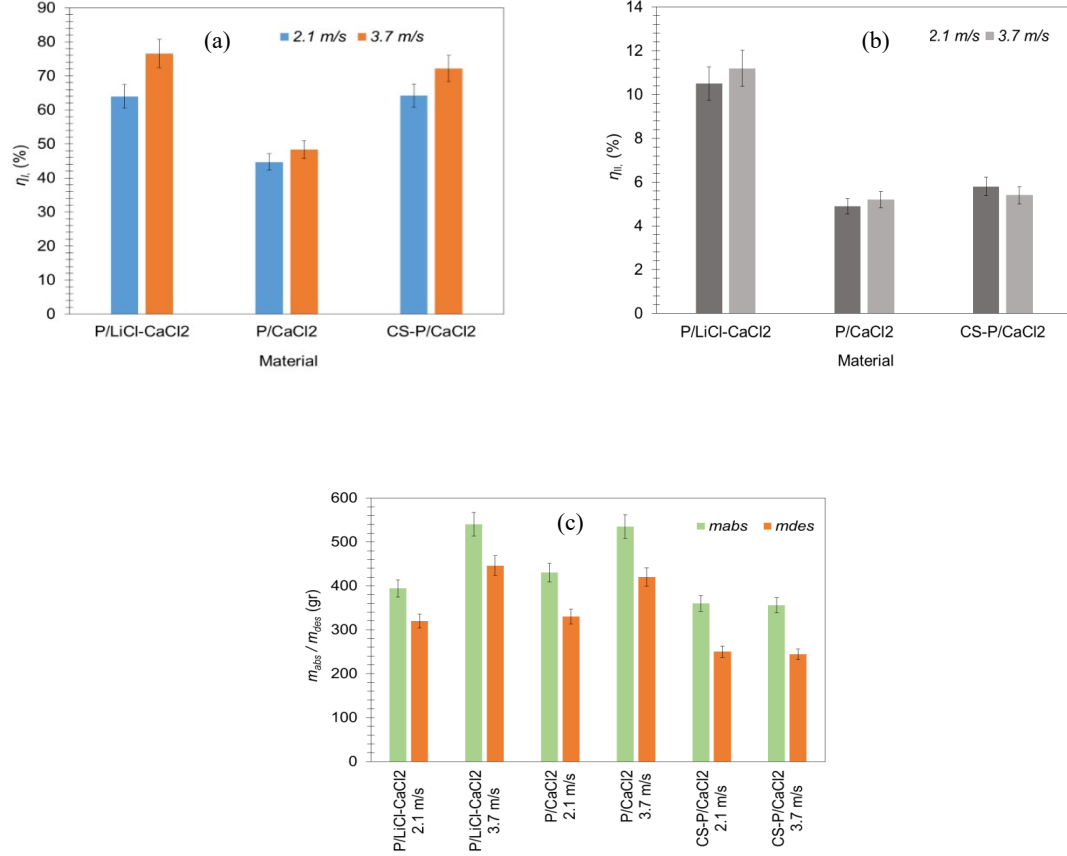 (a)
2.1 m/s 3.7 m/s
90
80
70
60
50
40
30
20
10
0
ηI, (%)
P/LiCl-CaCl2 P/CaCl2 CS-P/CaCl2
Material
(b)
2.1 m/s 3.7 m/s
14
12
10
8
6
4
2
0
ηII, (%)
P/LiCl-CaCl2 P/CaCl2 CS-P/CaCl2
Material
(c)
mabs mdes
600
500
400
300
200
100
0
mabs / mdes (gr)
P/LiCl-CaCl2
2.1 m/s
P/LiCl-CaCl2
3.7 m/s
P/CaCl2
2.1 m/s
P/CaCl2
3.7 m/s
CS-P/CaCl2
2.1 m/s
CS-P/CaCl2
3.7 m/s